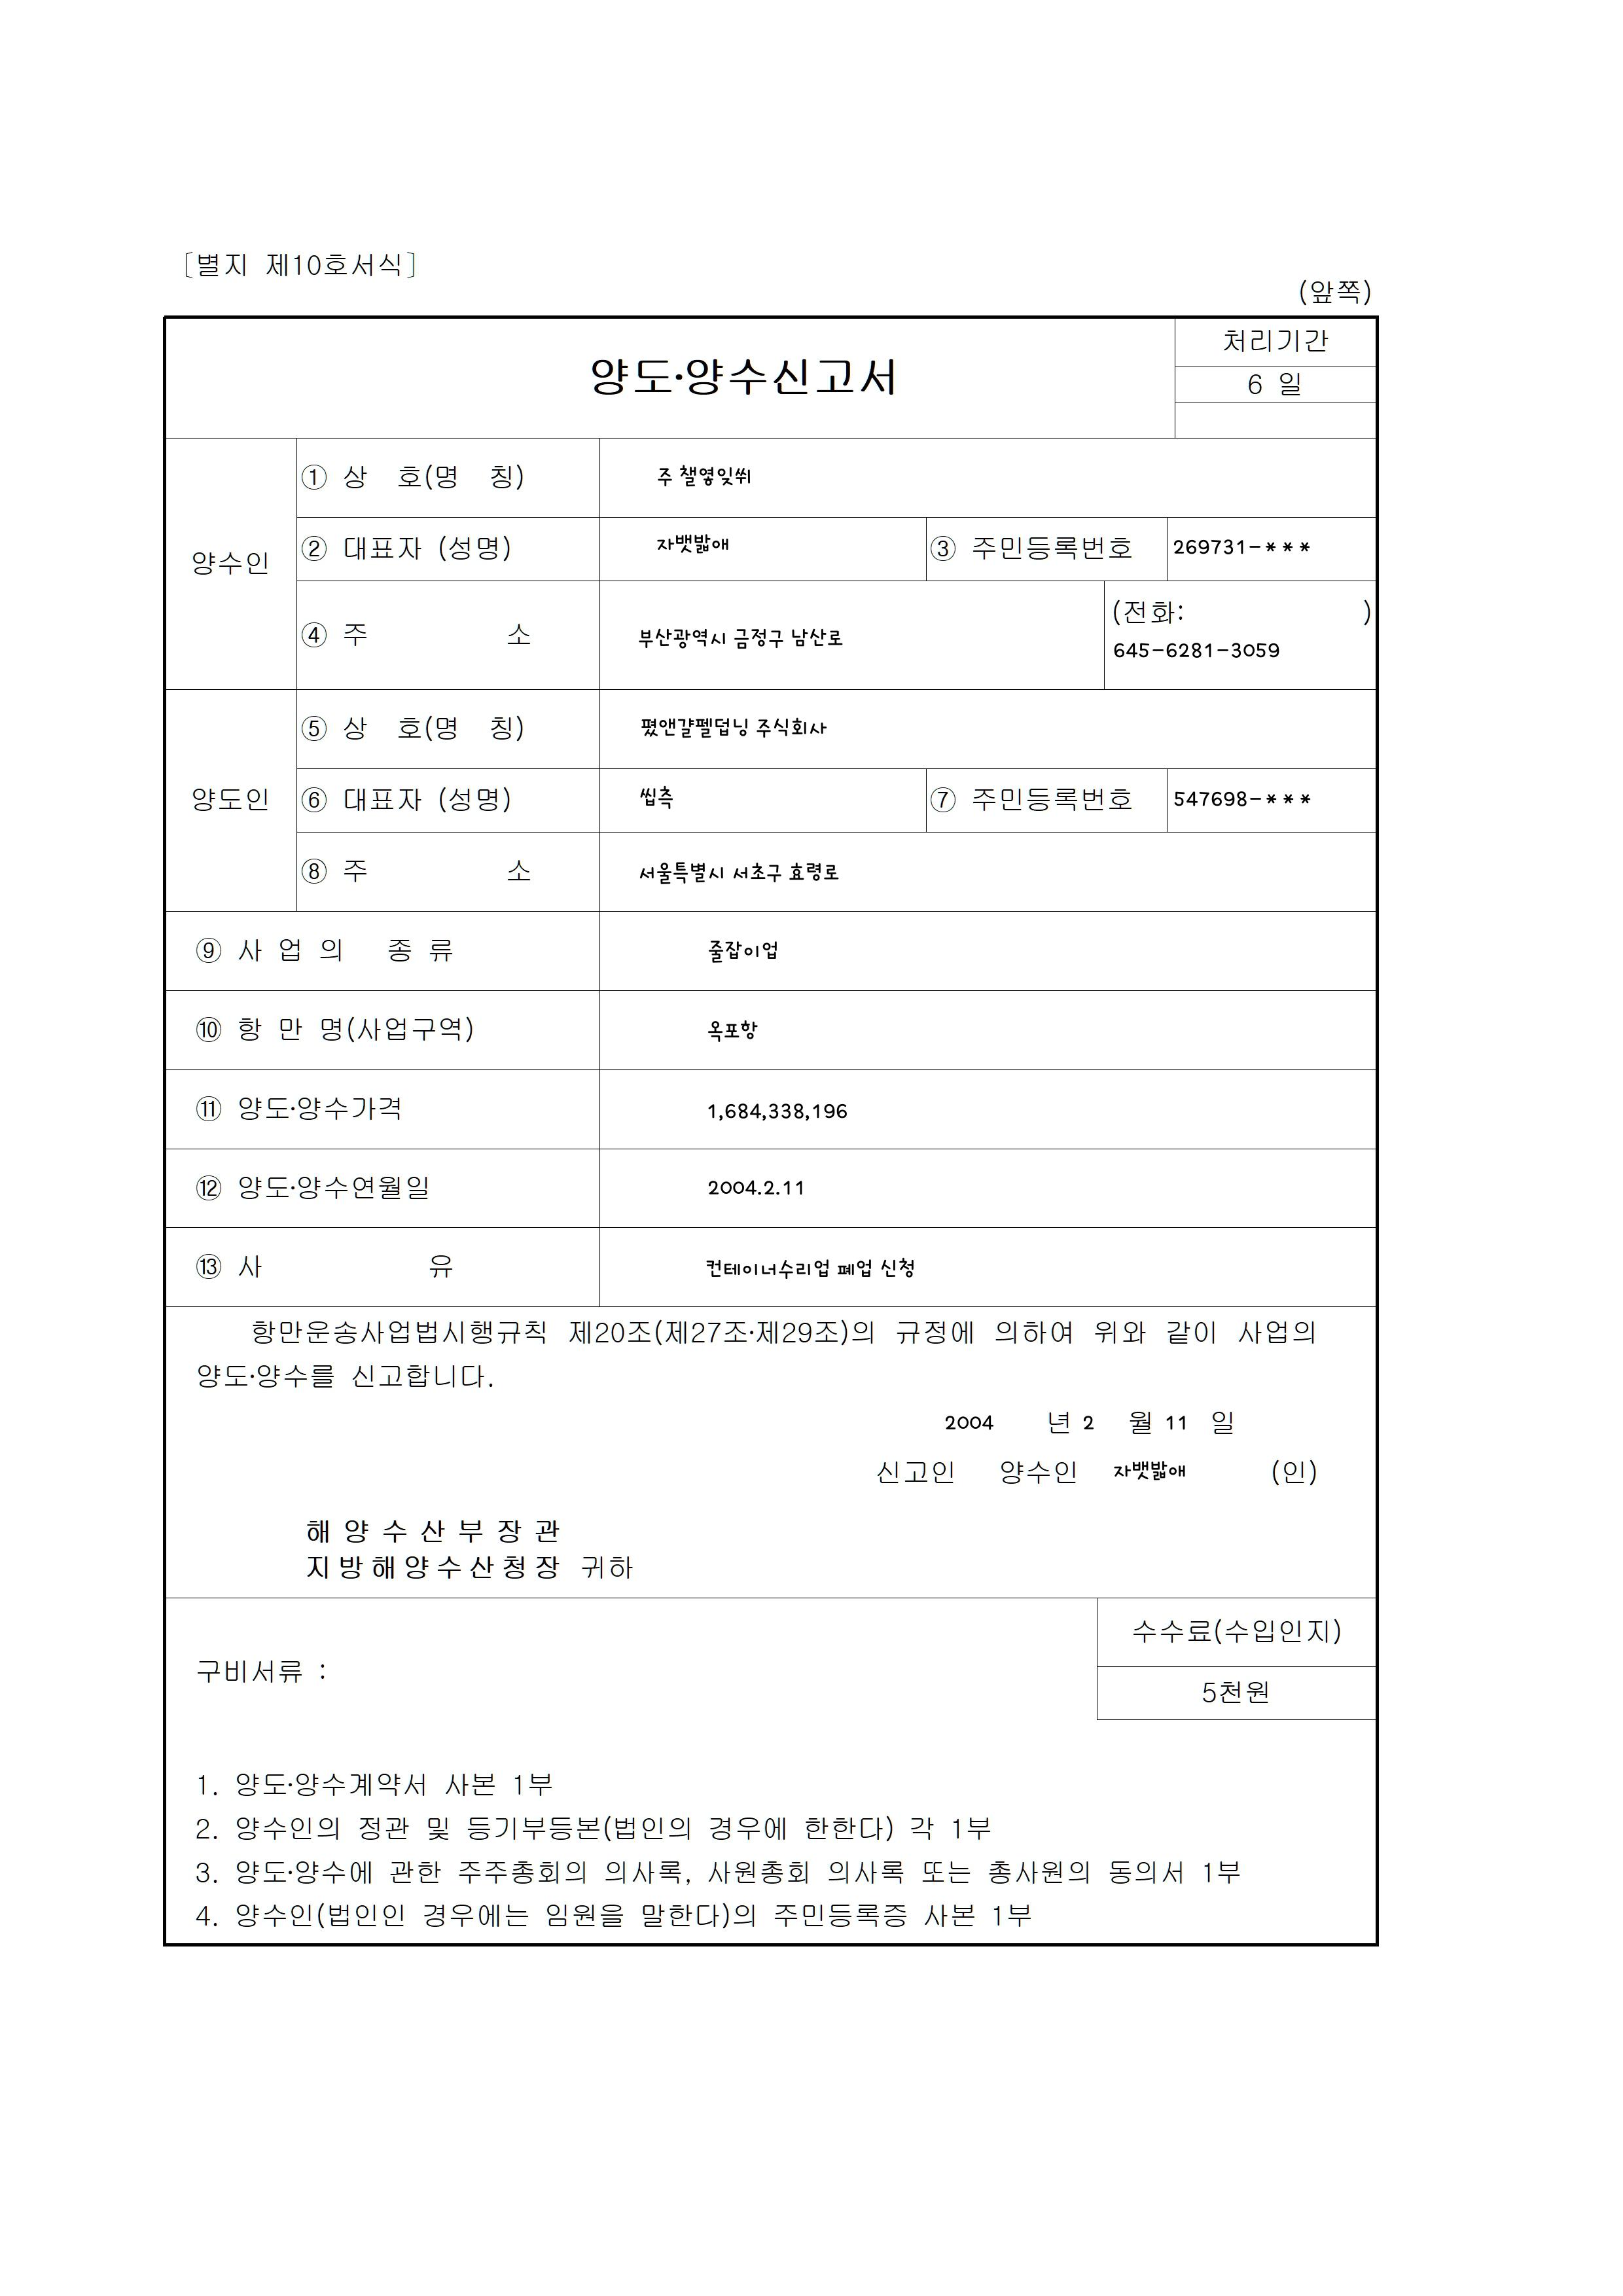 [별지 제10호서식]
(앞쪽)
양도·양수신고서
처리기간
6 일
양수인
① 상 호(명 칭)
주 챌옇잊쒸
② 대표자 (성명)
자뱃밟애
③ 주민등록번호
269731-***
④ 주 소
부산광역시 금정구 남산로
(전화: )
645-6281-3059
양도인
⑤ 상 호(명 칭)
폈앤걀펠덥닝 주식회사
⑥ 대표자 (성명)
씹측
⑦ 주민등록번호
547698-***
⑧ 주 소
서울특별시 서초구 효령로
⑨ 사 업 의 종 류
줄잡이업
⑩ 항 만 명(사업구역)
옥포항
⑪ 양도·양수가격
1,684,338,196
⑫ 양도·양수연월일
2004.2.11
⑬ 사 유
컨테이너수리업 폐업 신청
항만운송사업법시행규칙 제20조(제27조·제29조)의 규정에 의하여 위와 같이 사업의
양도·양수를 신고합니다.
2004 년 2 월 11 일
신고인 양수인 자뱃밟애 (인)
해 양 수 산 부 장 관
지 방 해 양 수 산 청 장 귀하
구비서류 :
수수료(수입인지)
5천원
1. 양도·양수계약서 사본 1부
2. 양수인의 정관 및 등기부등본(법인의 경우에 한한다) 각 1부
3. 양도·양수에 관한 주주총회의 의사록, 사원총회 의사록 또는 총사원의 동의서 1부
4. 양수인(법인인 경우에는 임원을 말한다)의 주민등록증 사본 1부